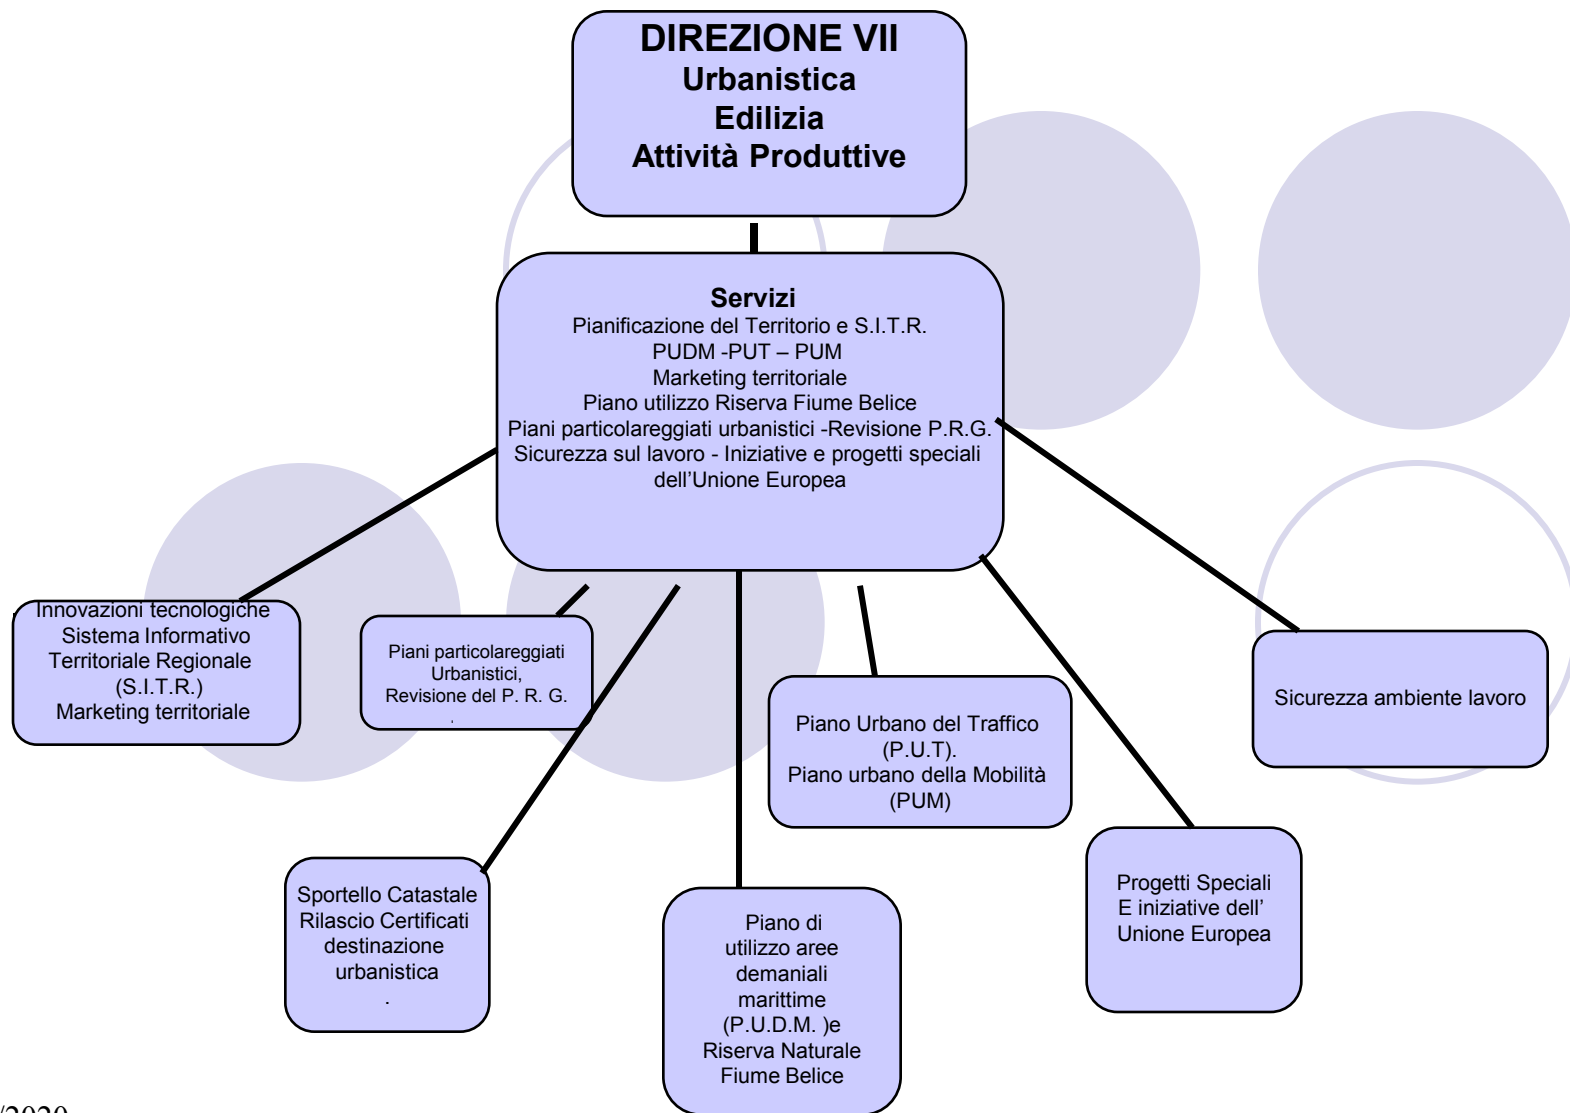 DIREZIONE VII
Urbanistica
Edilizia
Attività Produttive
Servizi
Pianificazione del Territorio e S.I.T.R.
PUDM -PUT – PUM
Marketing territoriale
Piano utilizzo Riserva Fiume Belice
Piani particolareggiati urbanistici -Revisione P.R.G.
Sicurezza sul lavoro - Iniziative e progetti speciali
dell’Unione Europea
Innovazioni tecnologiche
Sistema Informativo
Territoriale Regionale
(S.I.T.R.)
Marketing territoriale
Piani particolareggiati
Urbanistici,
Revisione del P. R. G.
.
Piano Urbano del Traffico
(P.U.T).
Piano urbano della Mobilità
(PUM)
Sicurezza ambiente lavoro
Sportello Catastale
Rilascio Certificati
destinazione
urbanistica
.
Piano di
utilizzo aree
demaniali
marittime
(P.U.D.M. )e
Riserva Naturale
Fiume Belice
Progetti Speciali
E iniziative dell’
Unione Europea
/2020